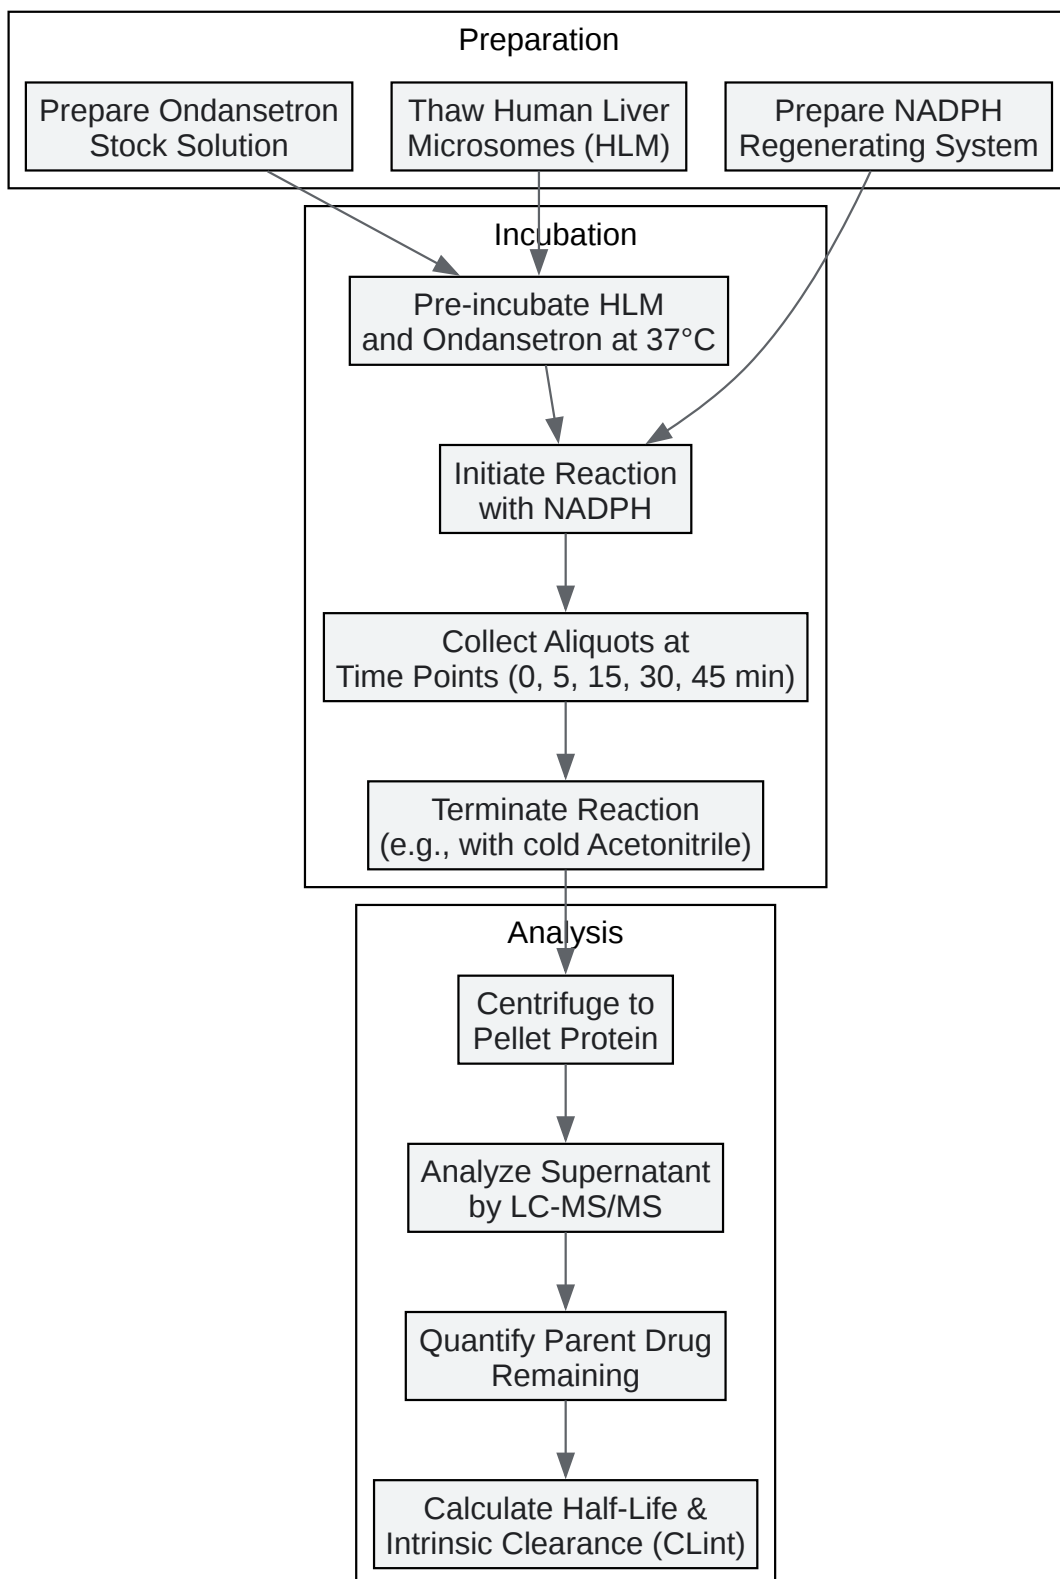 Preparation
Prepare Ondansetron
Stock Solution
Thaw Human Liver
Microsomes (HLM)
Prepare NADPH
Regenerating System
Incubation
Pre-incubate HLM
and Ondansetron at 37°C
Initiate Reaction
with NADPH
Collect Aliquots at
Time Points (0, 5, 15, 30, 45 min)
Terminate Reaction
(e.g., with cold Acetonitrile)
Analysis
Centrifuge to
Pellet Protein
Analyze Supernatant
by LC-MS/MS
Quantify Parent Drug
Remaining
Calculate Half-Life &
Intrinsic Clearance (CLint)